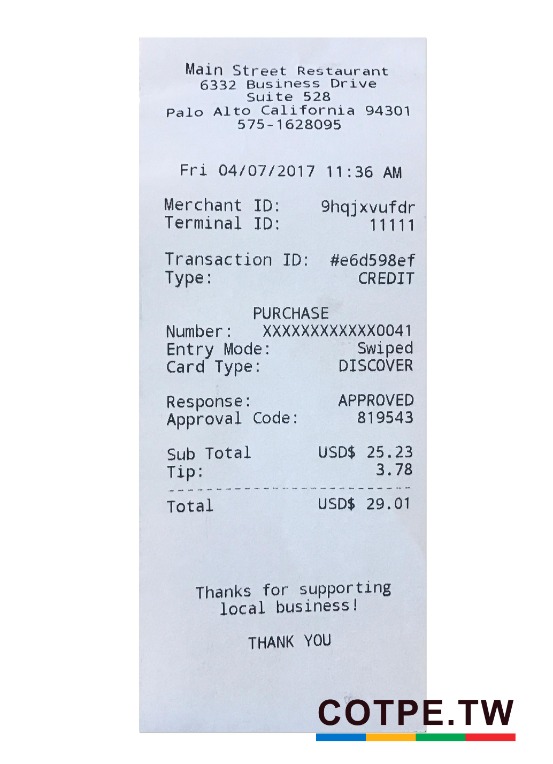 Main Street Restaurant
6332 Business Drive
Suite 528
Palo Alto California 94301
575-1628095
Fri 04/07/2017 11:36 AM
Merchant ID: 9hqjxvufdr
Terminal ID: 11111
Transaction ID: #e6d598ef
Type: CREDIT
PURCHASE
Number: XXXXXXXXXXXX0041
Entry Mode: Swiped
Card Type: DISCOVER
Response: APPROVED
Approval Code: 819543
Sub Total USD$ 25.23
Tip: 3.78
Total USD$ 29.01
Thanks for supporting
local business!
THANK YOU
COTPE.TW